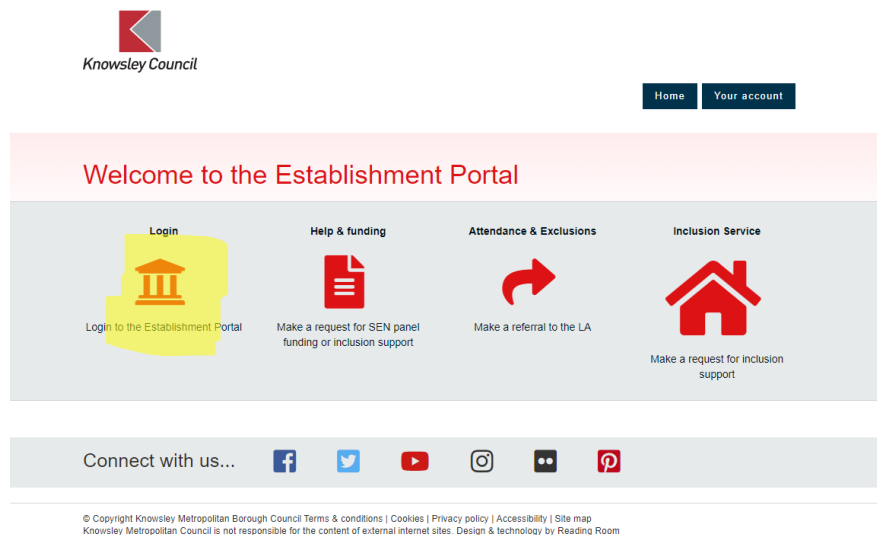 Knowsley Council
Home Your account
Welcome to the Establishment Portal
Login
Login to the Establishment Portal
Help & funding
Make a request for SEN panel
funding or inclusion support
Attendance & Exclusions
Make a referral to the LA
Inclusion Service
Make a request for inclusion
support
Connect with us...
© Copyright Knowsley Metropolitan Borough Council Terms & conditions | Cookies | Privacy policy | Accessibility | Site map
Knowsley Metropolitan Council is not responsible for the content of external internet sites. Design & technology by Reading Room